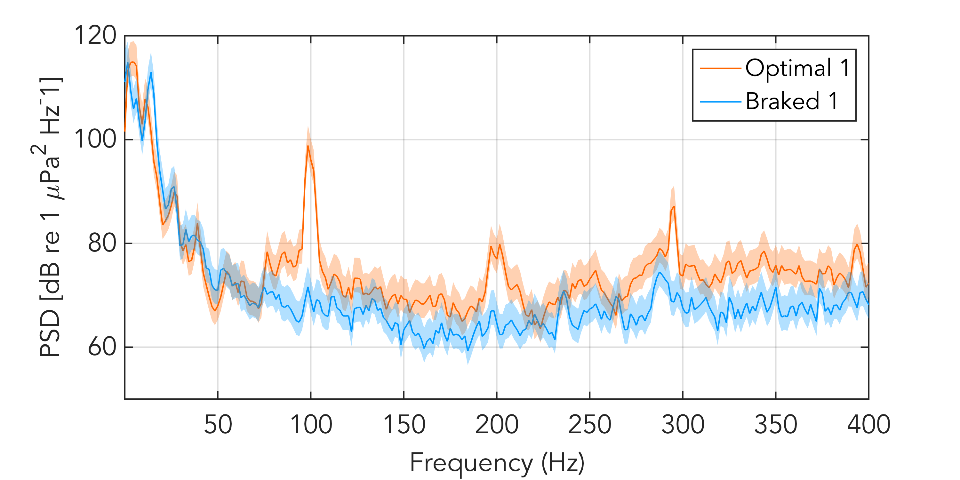 120
100
80
60
PSD [dB re 1 μPa² Hz⁻1]
Optimal 1
Braked 1
50 100 150 200 250 300 350 400
Frequency (Hz)